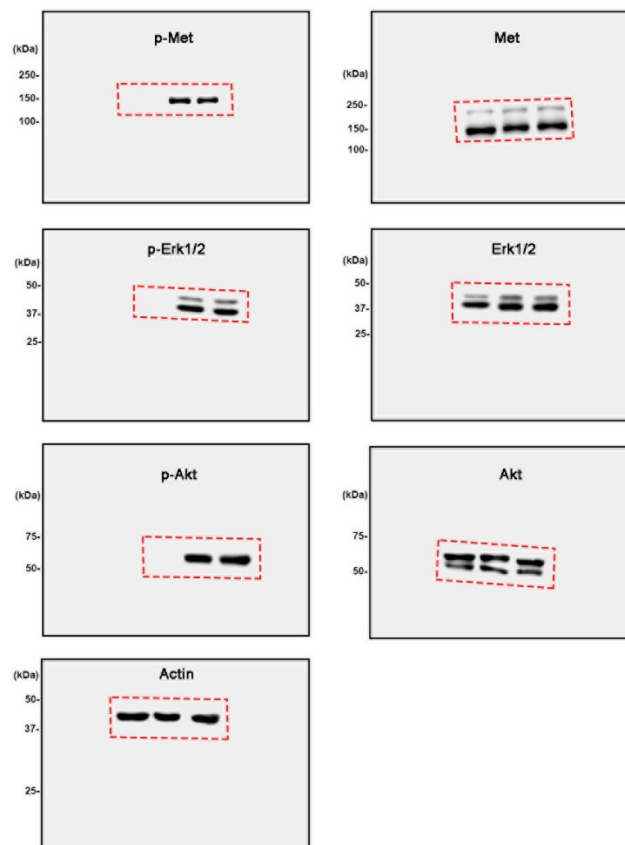 p-Met
(kDa)
250-
150-
100-
Met
(kDa)
250-
150-
100-
p-Erk1/2
(kDa)
50-
37-
25-
Erk1/2
(kDa)
50-
37-
25-
p-Akt
(kDa)
75-
50-
Akt
(kDa)
75-
50-
Actin
(kDa)
50-
37-
25-